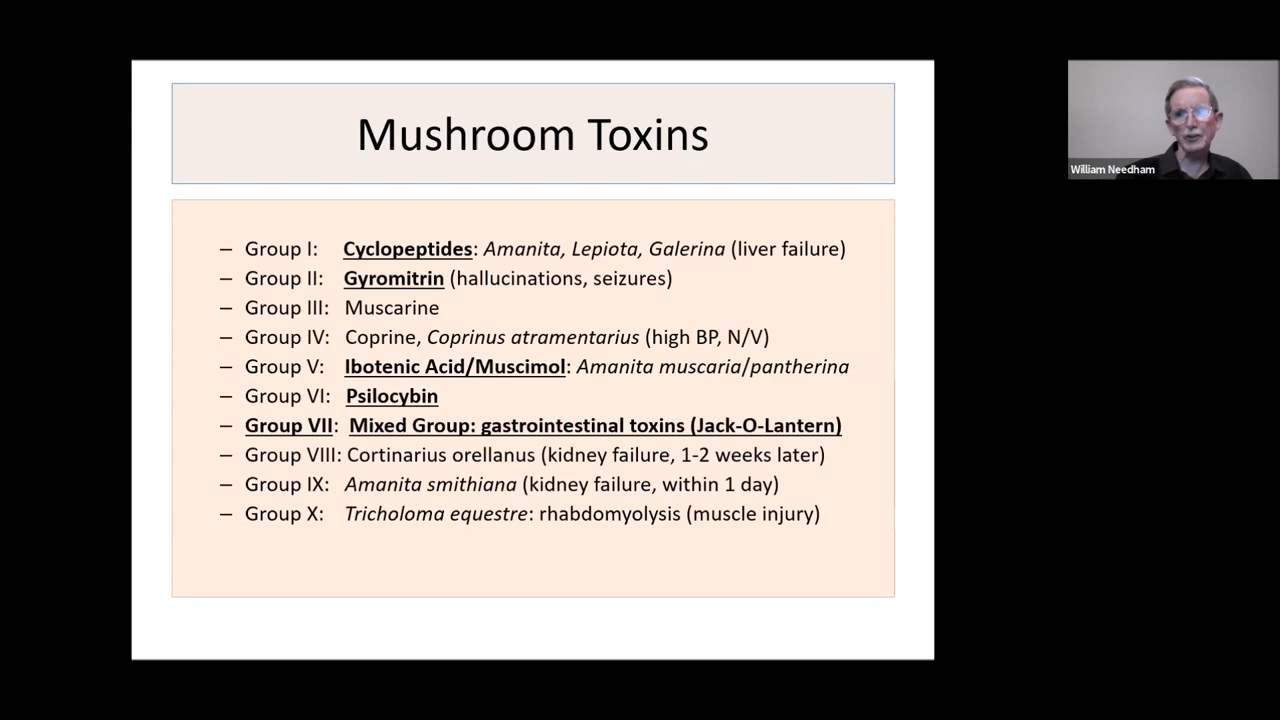 Mushroom Toxins
– Group I: Cyclopeptides: Amanita, Lepiota, Galerina (liver failure)
– Group II: Gyromitrin (hallucinations, seizures)
– Group III: Muscarine
– Group IV: Coprine, Coprinus atramentarius (high BP, N/V)
– Group V: Ibotenic Acid/Muscimol: Amanita muscaria/pantherina
– Group VI: Psilocybin
– Group VII: Mixed Group: gastrointestinal toxins (Jack-O-Lantern)
– Group VIII: Cortinarius orellanus (kidney failure, 1-2 weeks later)
– Group IX: Amanita smithiana (kidney failure, within 1 day)
– Group X: Tricholoma equestre: rhabdomyolysis (muscle injury)
William Needham